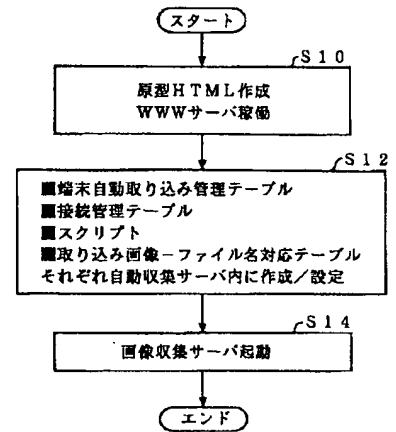 スタート
S10
原型HTML作成
WWWサーバ稼働
S12
■端末自動取り込み管理テーブル
■接続管理テーブル
■スクリプト
■取り込み画像－ファイル名対応テーブル
それぞれ自動収集サーバ内に作成／設定
S14
画像収集サーバ起動
エンド